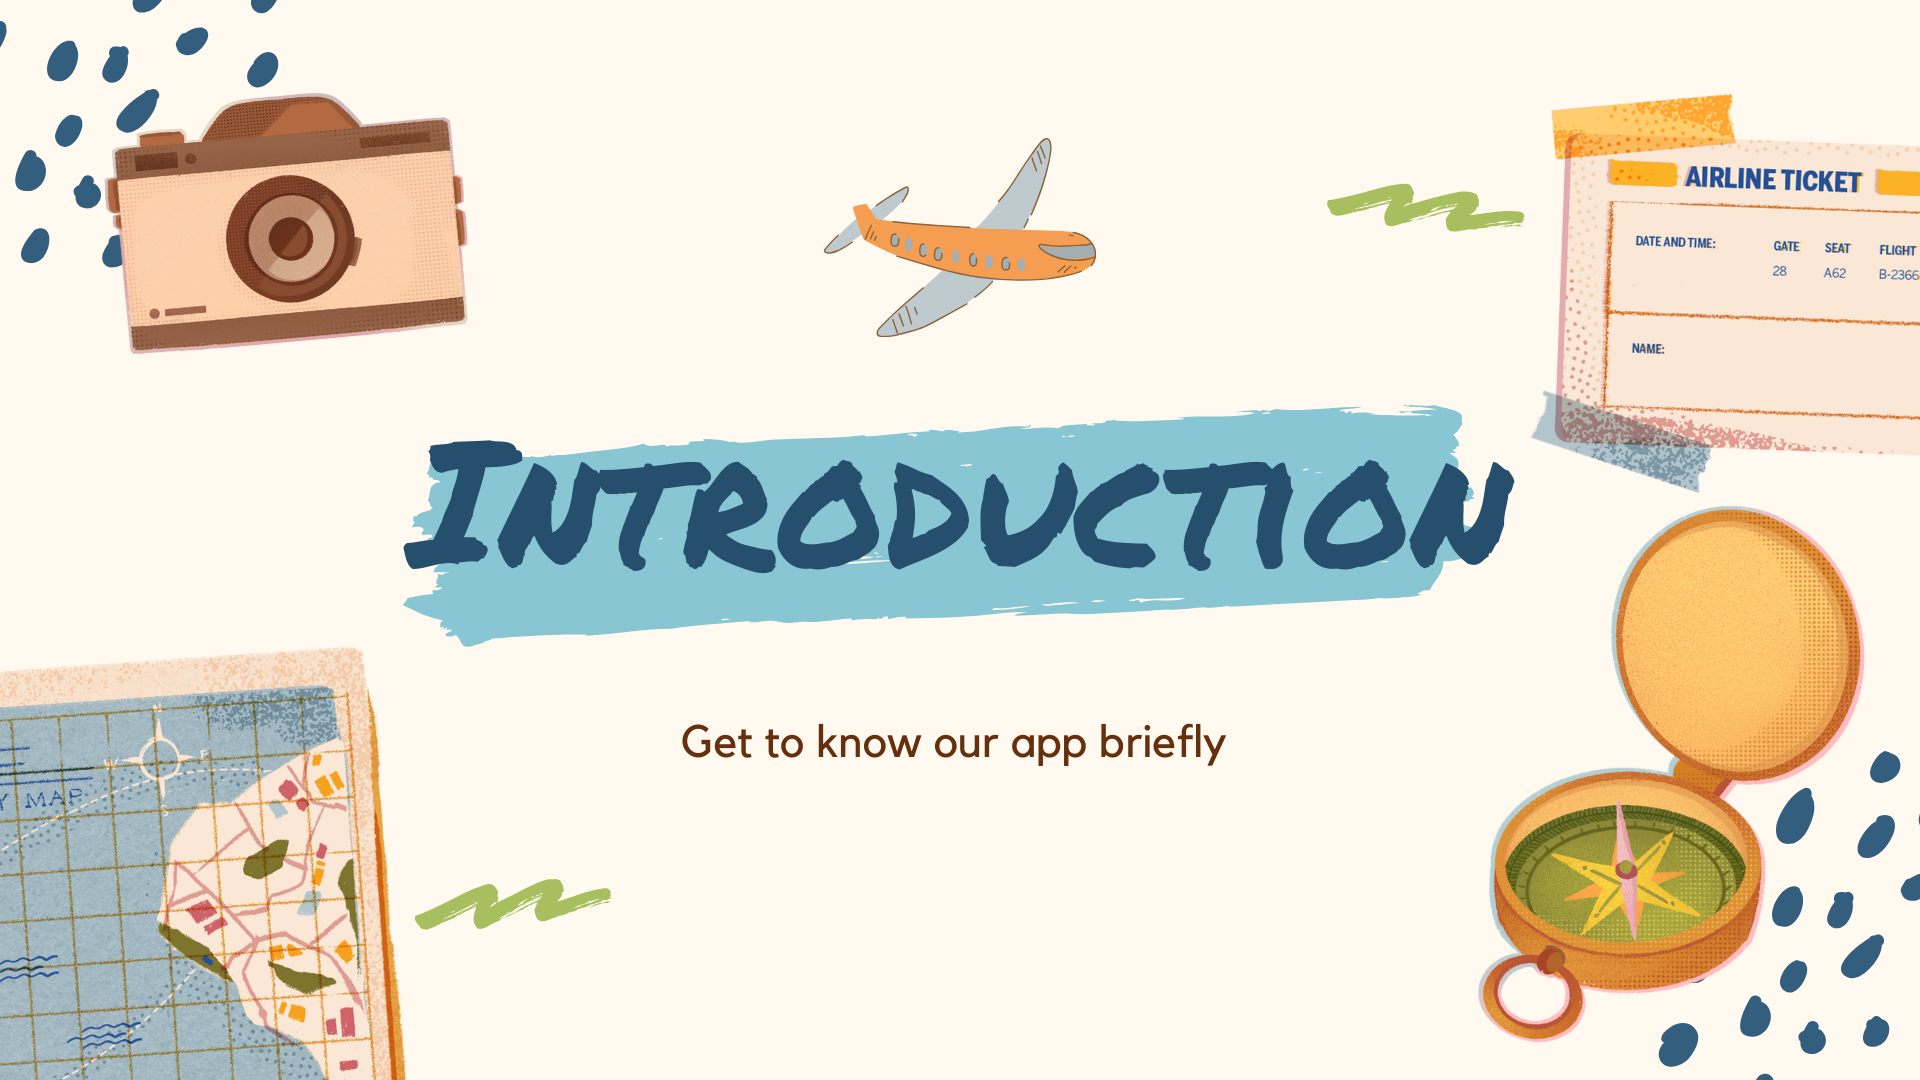 AIRLINE TICKET
DATE AND TIME: GATE SEAT FLIGHT
28 A62 B-2366
NAME:
INTRODUCTION
Get to know our app briefly
N
W E
S
Y MAP